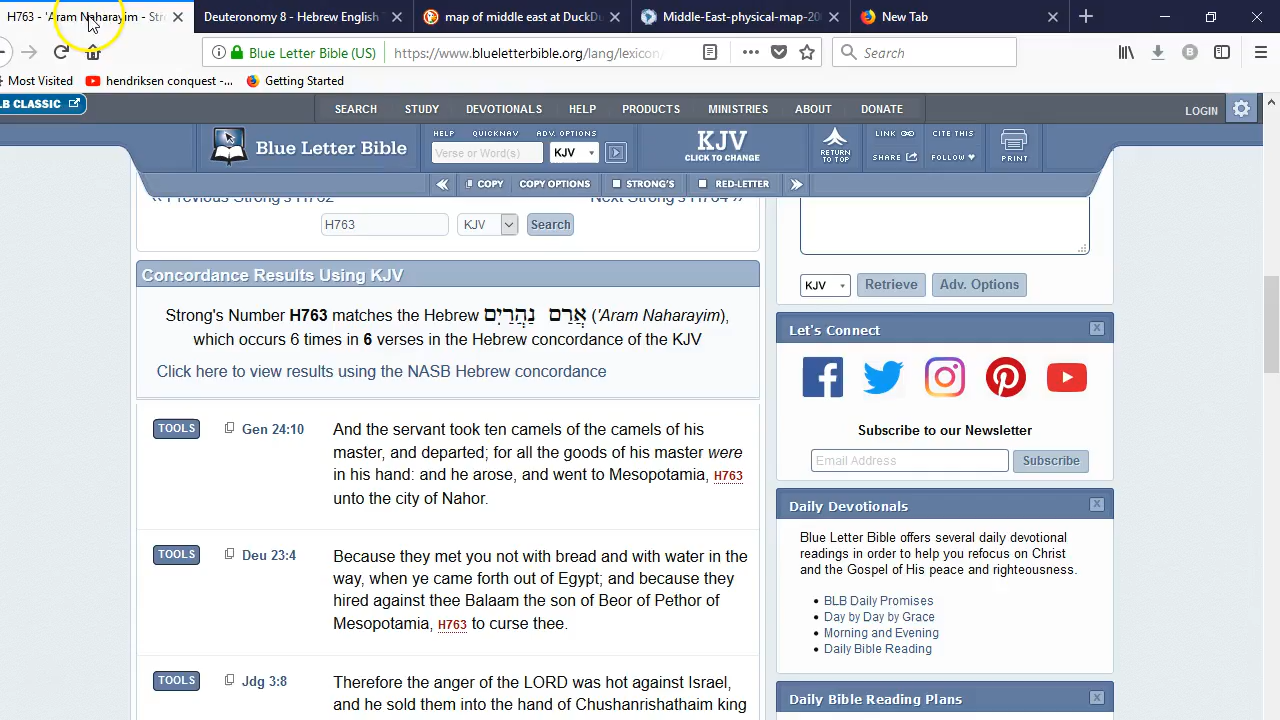 H763 - 'Aram Naharayim - Stro
Deuteronomy 8 - Hebrew English
map of middle east at DuckDu
Middle-East-physical-map-20
New Tab
Blue Letter Bible (US)
https://www.blueletterbible.org/lang/lexicon/
Search
Most Visited
hendriksen conquest -...
Getting Started
LB CLASSIC
SEARCH
STUDY
DEVOTIONALS
HELP
PRODUCTS
MINISTRIES
ABOUT
DONATE
LOGIN
Blue Letter Bible
HELP
QUICKNAV
ADV. OPTIONS
Verse or Word(s)
KJV
KJV
CLICK TO CHANGE
RETURN
TO TOP
LINK
CITE THIS
SHARE
FOLLOW
PRINT
COPY
COPY OPTIONS
STRONG'S
RED-LETTER
<< Previous Strong's H762
Next Strong's H764 >>
H763
KJV
Search
Concordance Results Using KJV
Strong's Number H763 matches the Hebrew אֲרַם נַהֲרַיִם ('Aram Naharayim),
which occurs 6 times in 6 verses in the Hebrew concordance of the KJV
Click here to view results using the NASB Hebrew concordance
TOOLS
Gen 24:10
And the servant took ten camels of the camels of his
master, and departed; for all the goods of his master were
in his hand: and he arose, and went to Mesopotamia, H763
unto the city of Nahor.
TOOLS
Deu 23:4
Because they met you not with bread and with water in the
way, when ye came forth out of Egypt; and because they
hired against thee Balaam the son of Beor of Pethor of
Mesopotamia, H763 to curse thee.
TOOLS
Jdg 3:8
Therefore the anger of the LORD was hot against Israel,
and he sold them into the hand of Chushanrishathaim king
KJV
Retrieve
Adv. Options
Let's Connect
Subscribe to our Newsletter
Email Address
Subscribe
Daily Devotionals
Blue Letter Bible offers several daily devotional
readings in order to help you refocus on Christ
and the Gospel of His peace and righteousness.
BLB Daily Promises
Day by Day by Grace
Morning and Evening
Daily Bible Reading
Daily Bible Reading Plans